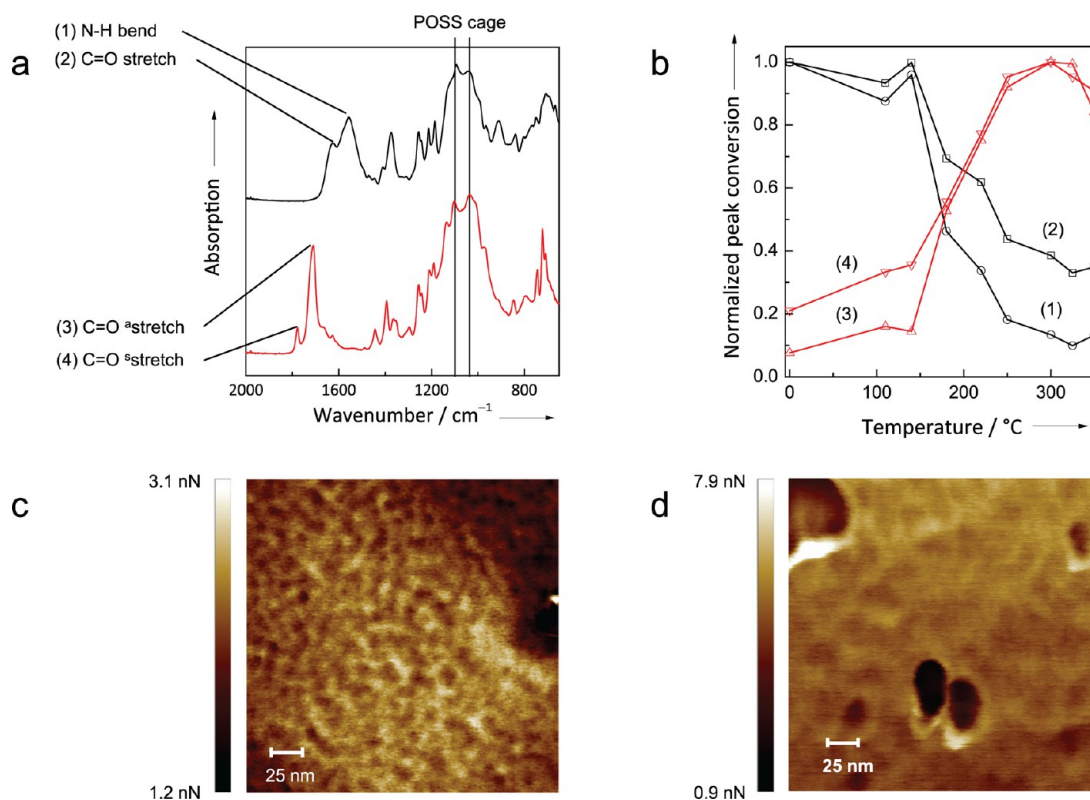 a
(1) N-H bend
(2) C=O stretch
POSS cage
Absorption
(3) C=O ᵃstretch
(4) C=O ˢstretch
2000 1600 1200 800
Wavenumber / cm⁻¹
b
Normalized peak conversion
1.0
0.8
0.6
0.4
0.2
0.0
(4)
(3)
(2)
(1)
0 100 200 300
Temperature / °C
c
3.1 nN
1.2 nN
25 nm
d
7.9 nN
0.9 nN
25 nm